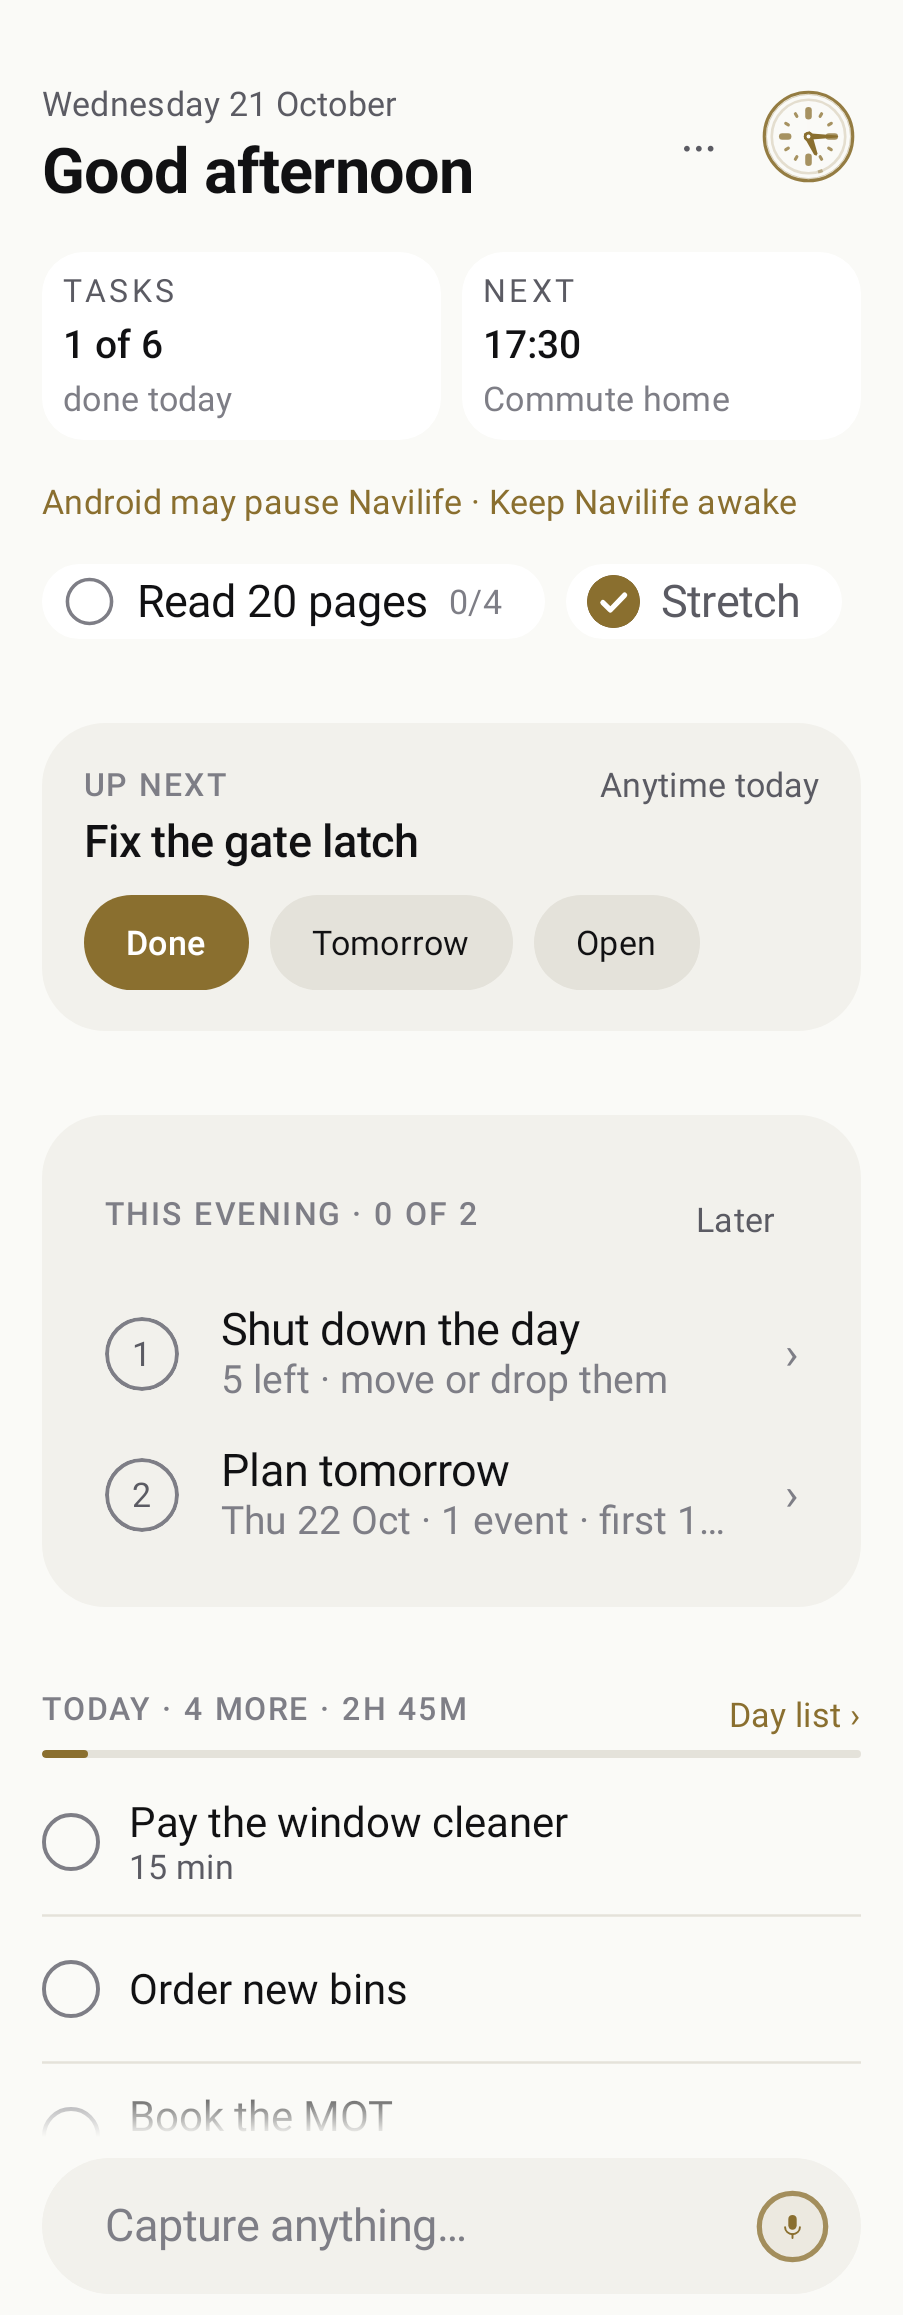 Wednesday 21 October
Good afternoon
...
TASKS
1 of 6
done today
NEXT
17:30
Commute home
Android may pause Navilife · Keep Navilife awake
Read 20 pages 0/4
Stretch
UP NEXT
Anytime today
Fix the gate latch
Done
Tomorrow
Open
THIS EVENING · 0 OF 2
Later
1
Shut down the day
5 left · move or drop them
›
2
Plan tomorrow
Thu 22 Oct · 1 event · first 1...
›
TODAY · 4 MORE · 2H 45M
Day list ›
Pay the window cleaner
15 min
Order new bins
Book the MOT
Capture anything...